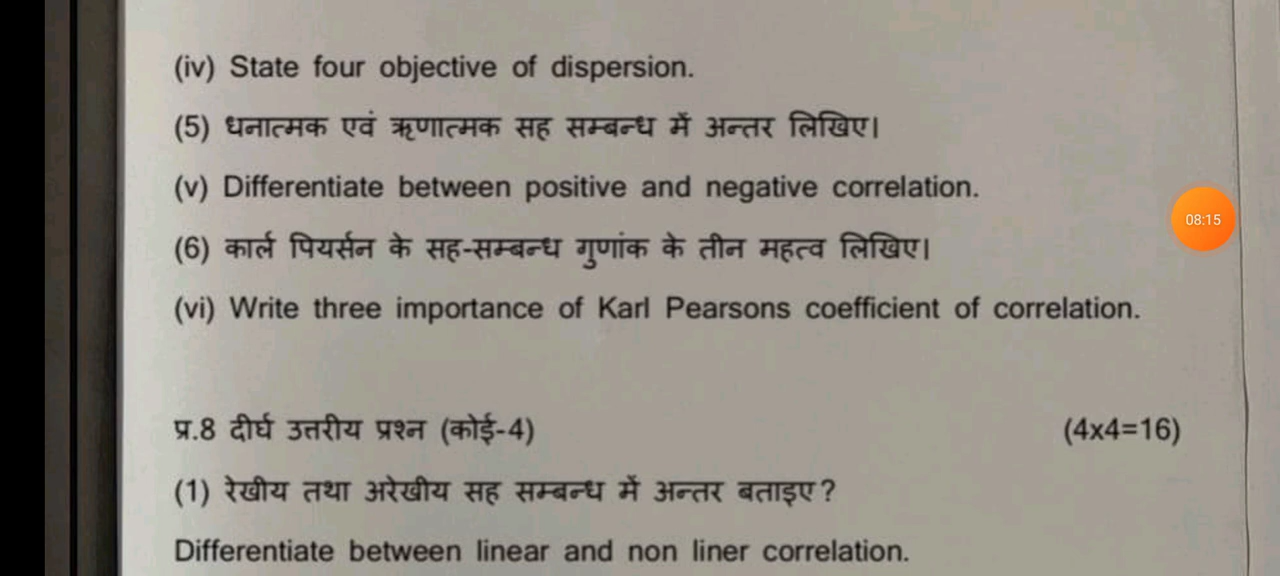 (iv) State four objective of dispersion.
(5) धनात्मक एवं ऋणात्मक सह सम्बन्ध में अन्तर लिखिए।
(v) Differentiate between positive and negative correlation.
08:15
(6) कार्ल पियर्सन के सह-सम्बन्ध गुणांक के तीन महत्व लिखिए।
(vi) Write three importance of Karl Pearsons coefficient of correlation.
प्र.8 दीर्घ उत्तरीय प्रश्न (कोई-4) (4x4=16)
(1) रेखीय तथा अरेखीय सह सम्बन्ध में अन्तर बताइए?
Differentiate between linear and non liner correlation.